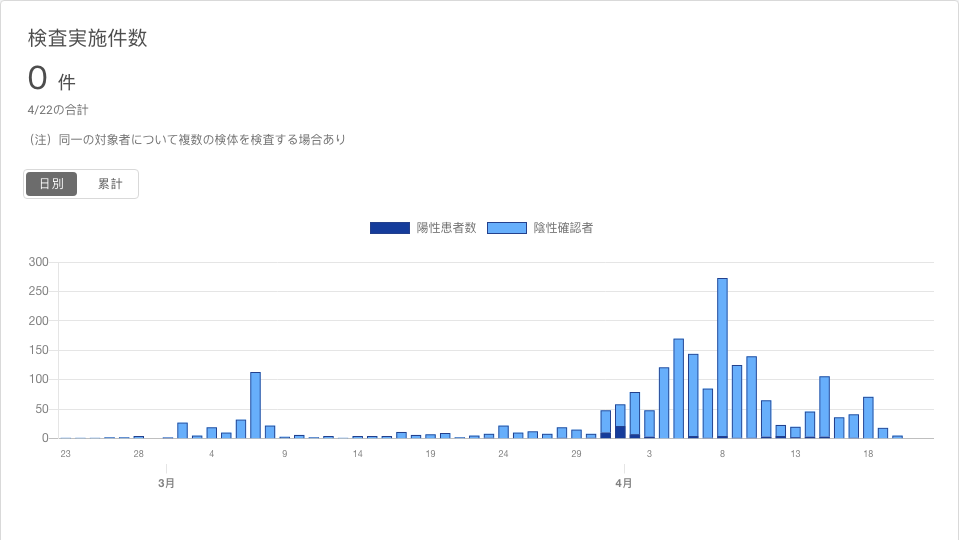 検査実施件数
0 件
4/22の合計
（注）同一の対象者について複数の検体を検査する場合あり
日別 累計
陽性患者数 陰性確認者
300
250
200
150
100
50
0
23 28 4 9 14 19 24 29 3 8 13 18
3月 4月